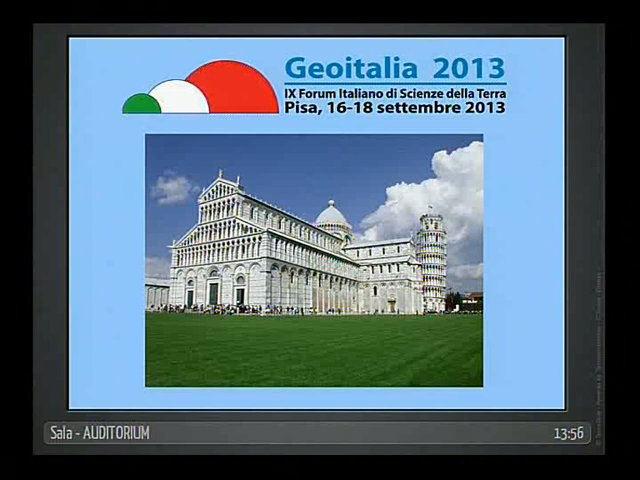 Geoitalia 2013
IX Forum Italiano di Scienze della Terra
Pisa, 16-18 settembre 2013
Sala - AUDITORIUM
13:56